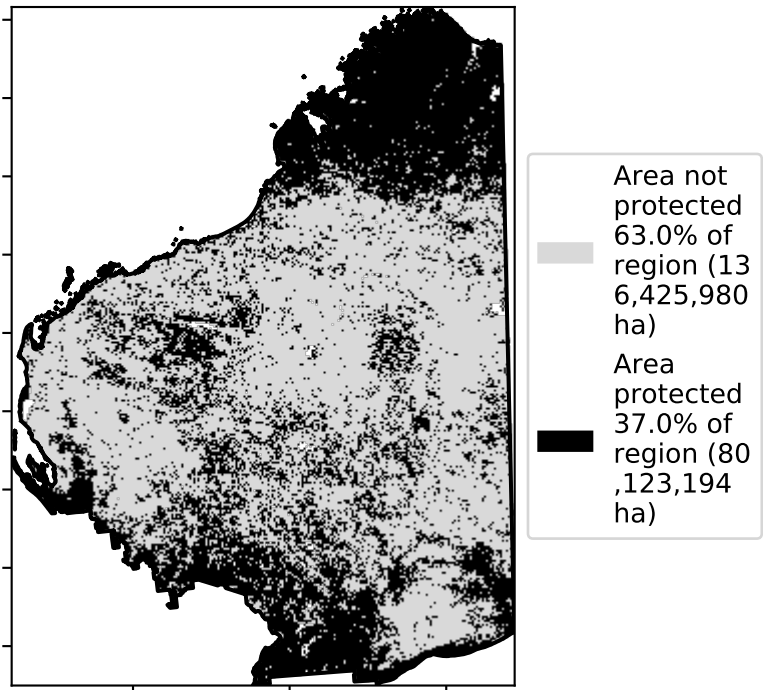 Area not
protected
63.0% of
region (13
6,425,980
ha)
Area
protected
37.0% of
region (80
,123,194
ha)